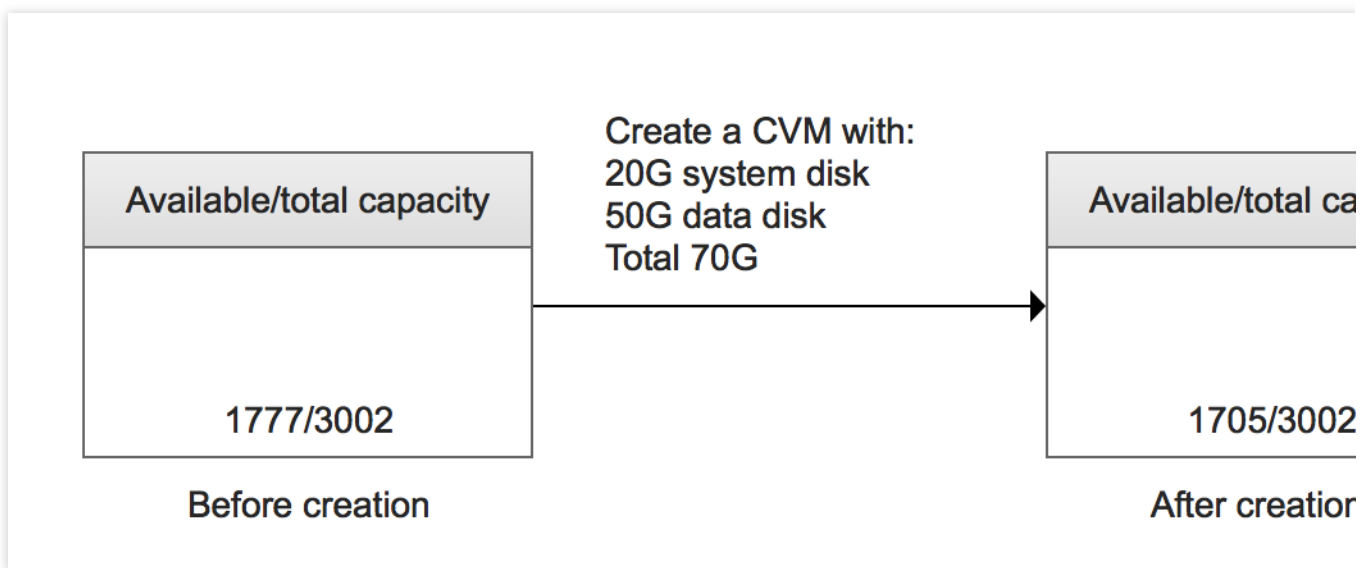 Create a CVM with:
20G system disk
50G data disk
Total 70G
Available/total capacity
1777/3002
Before creation
Available/total ca
1705/3002
After creation